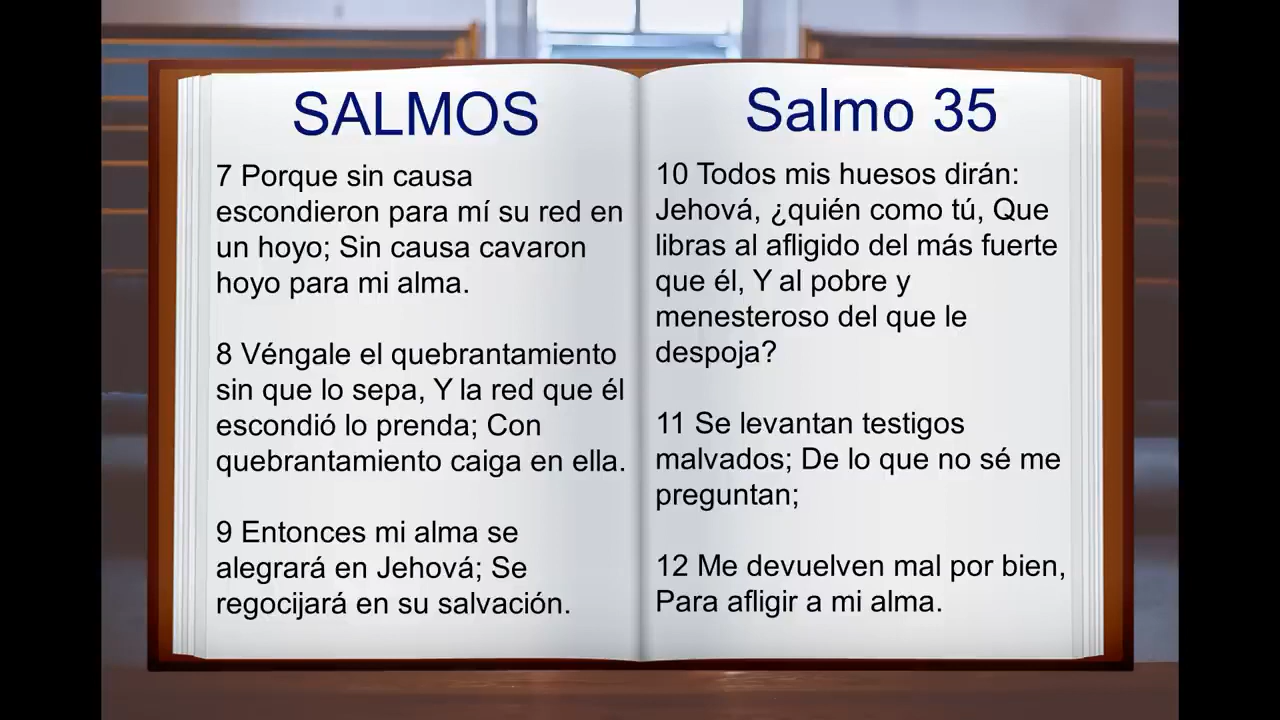 SALMOS
7 Porque sin causa
escondieron para mí su red en
un hoyo; Sin causa cavaron
hoyo para mi alma.
8 Véngale el quebrantamiento
sin que lo sepa, Y la red que él
escondió lo prenda; Con
quebrantamiento caiga en ella.
9 Entonces mi alma se
alegrará en Jehová; Se
regocijará en su salvación.
Salmo 35
10 Todos mis huesos dirán:
Jehová, ¿quién como tú, Que
libras al afligido del más fuerte
que él, Y al pobre y
menesteroso del que le
despoja?
11 Se levantan testigos
malvados; De lo que no sé me
preguntan;
12 Me devuelven mal por bien,
Para afligir a mi alma.